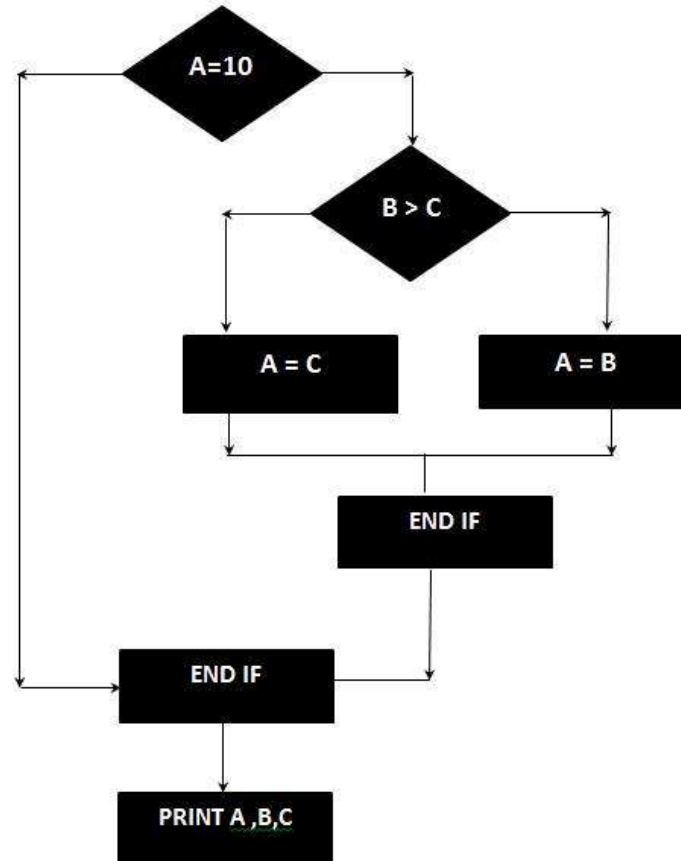 A=10
B > C
A = C
A = B
END IF
END IF
PRINT A ,B,C